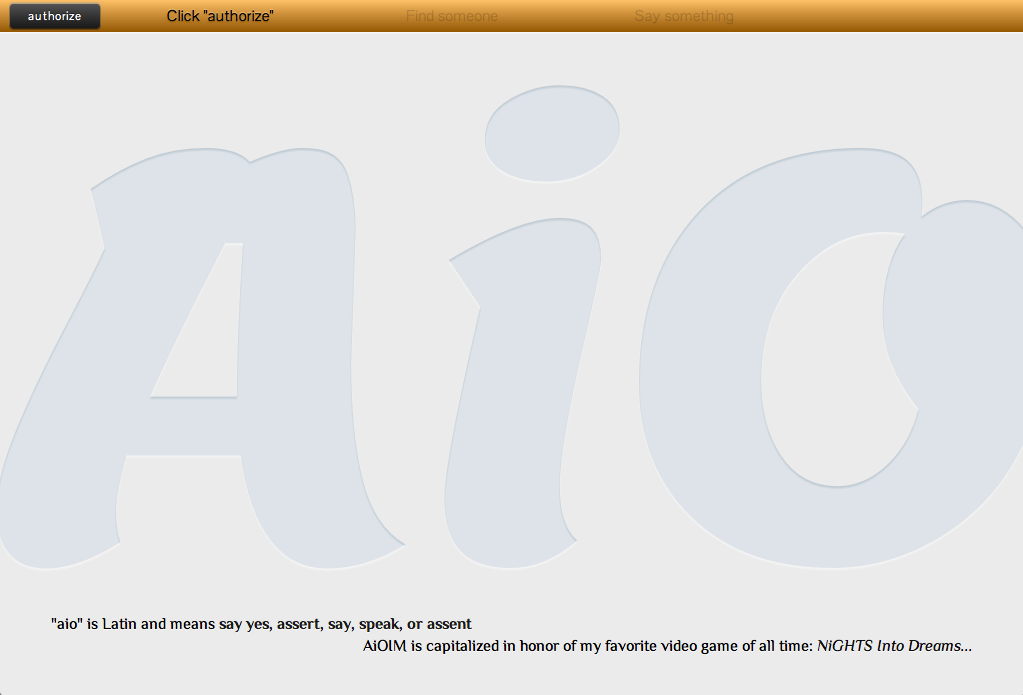 authorize Click "authorize" Find someone Say something
AiO
"aio" is Latin and means say yes, assert, say, speak, or assent
AiOlM is capitalized in honor of my favorite video game of all time: NiGHTS Into Dreams...